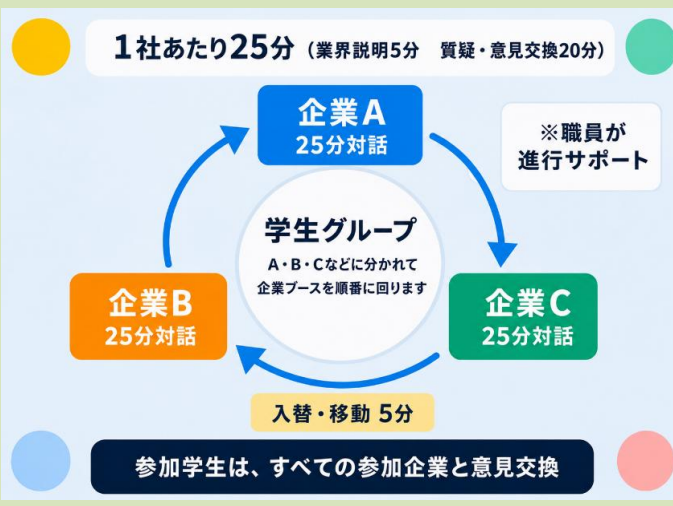 1社あたり25分（業界説明5分　質疑・意見交換20分）
企業A
25分対話
※職員が
進行サポート
学生グループ
A・B・Cなどに分かれて
企業ブースを順番に回ります
企業B
25分対話
企業C
25分対話
入替・移動 5分
参加学生は、すべての参加企業と意見交換